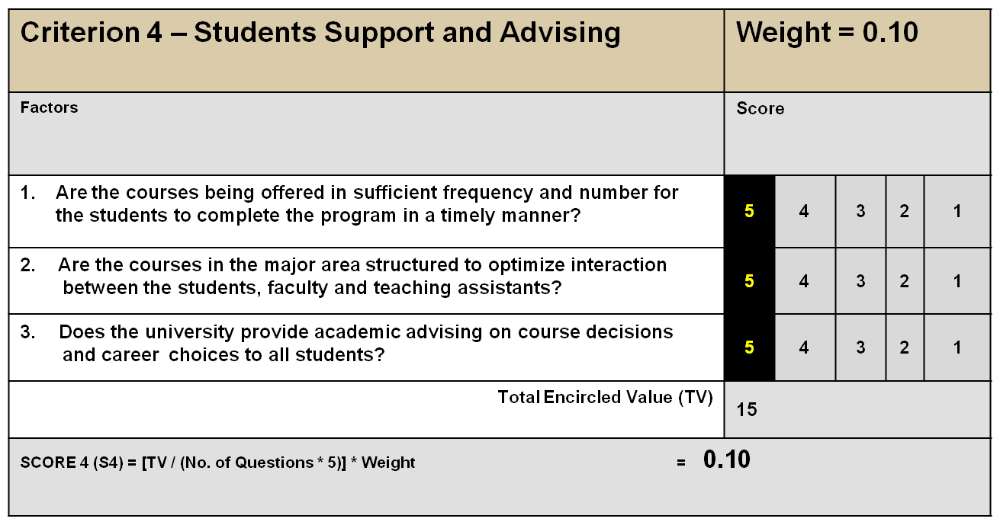 Criterion 4 – Students Support and Advising Weight = 0.10
Factors Score
1. Are the courses being offered in sufficient frequency and number for
the students to complete the program in a timely manner?
5 4 3 2 1
2. Are the courses in the major area structured to optimize interaction
between the students, faculty and teaching assistants?
5 4 3 2 1
3. Does the university provide academic advising on course decisions
and career choices to all students?
5 4 3 2 1
Total Encircled Value (TV) 15
SCORE 4 (S4) = [TV / (No. of Questions * 5)] * Weight = 0.10